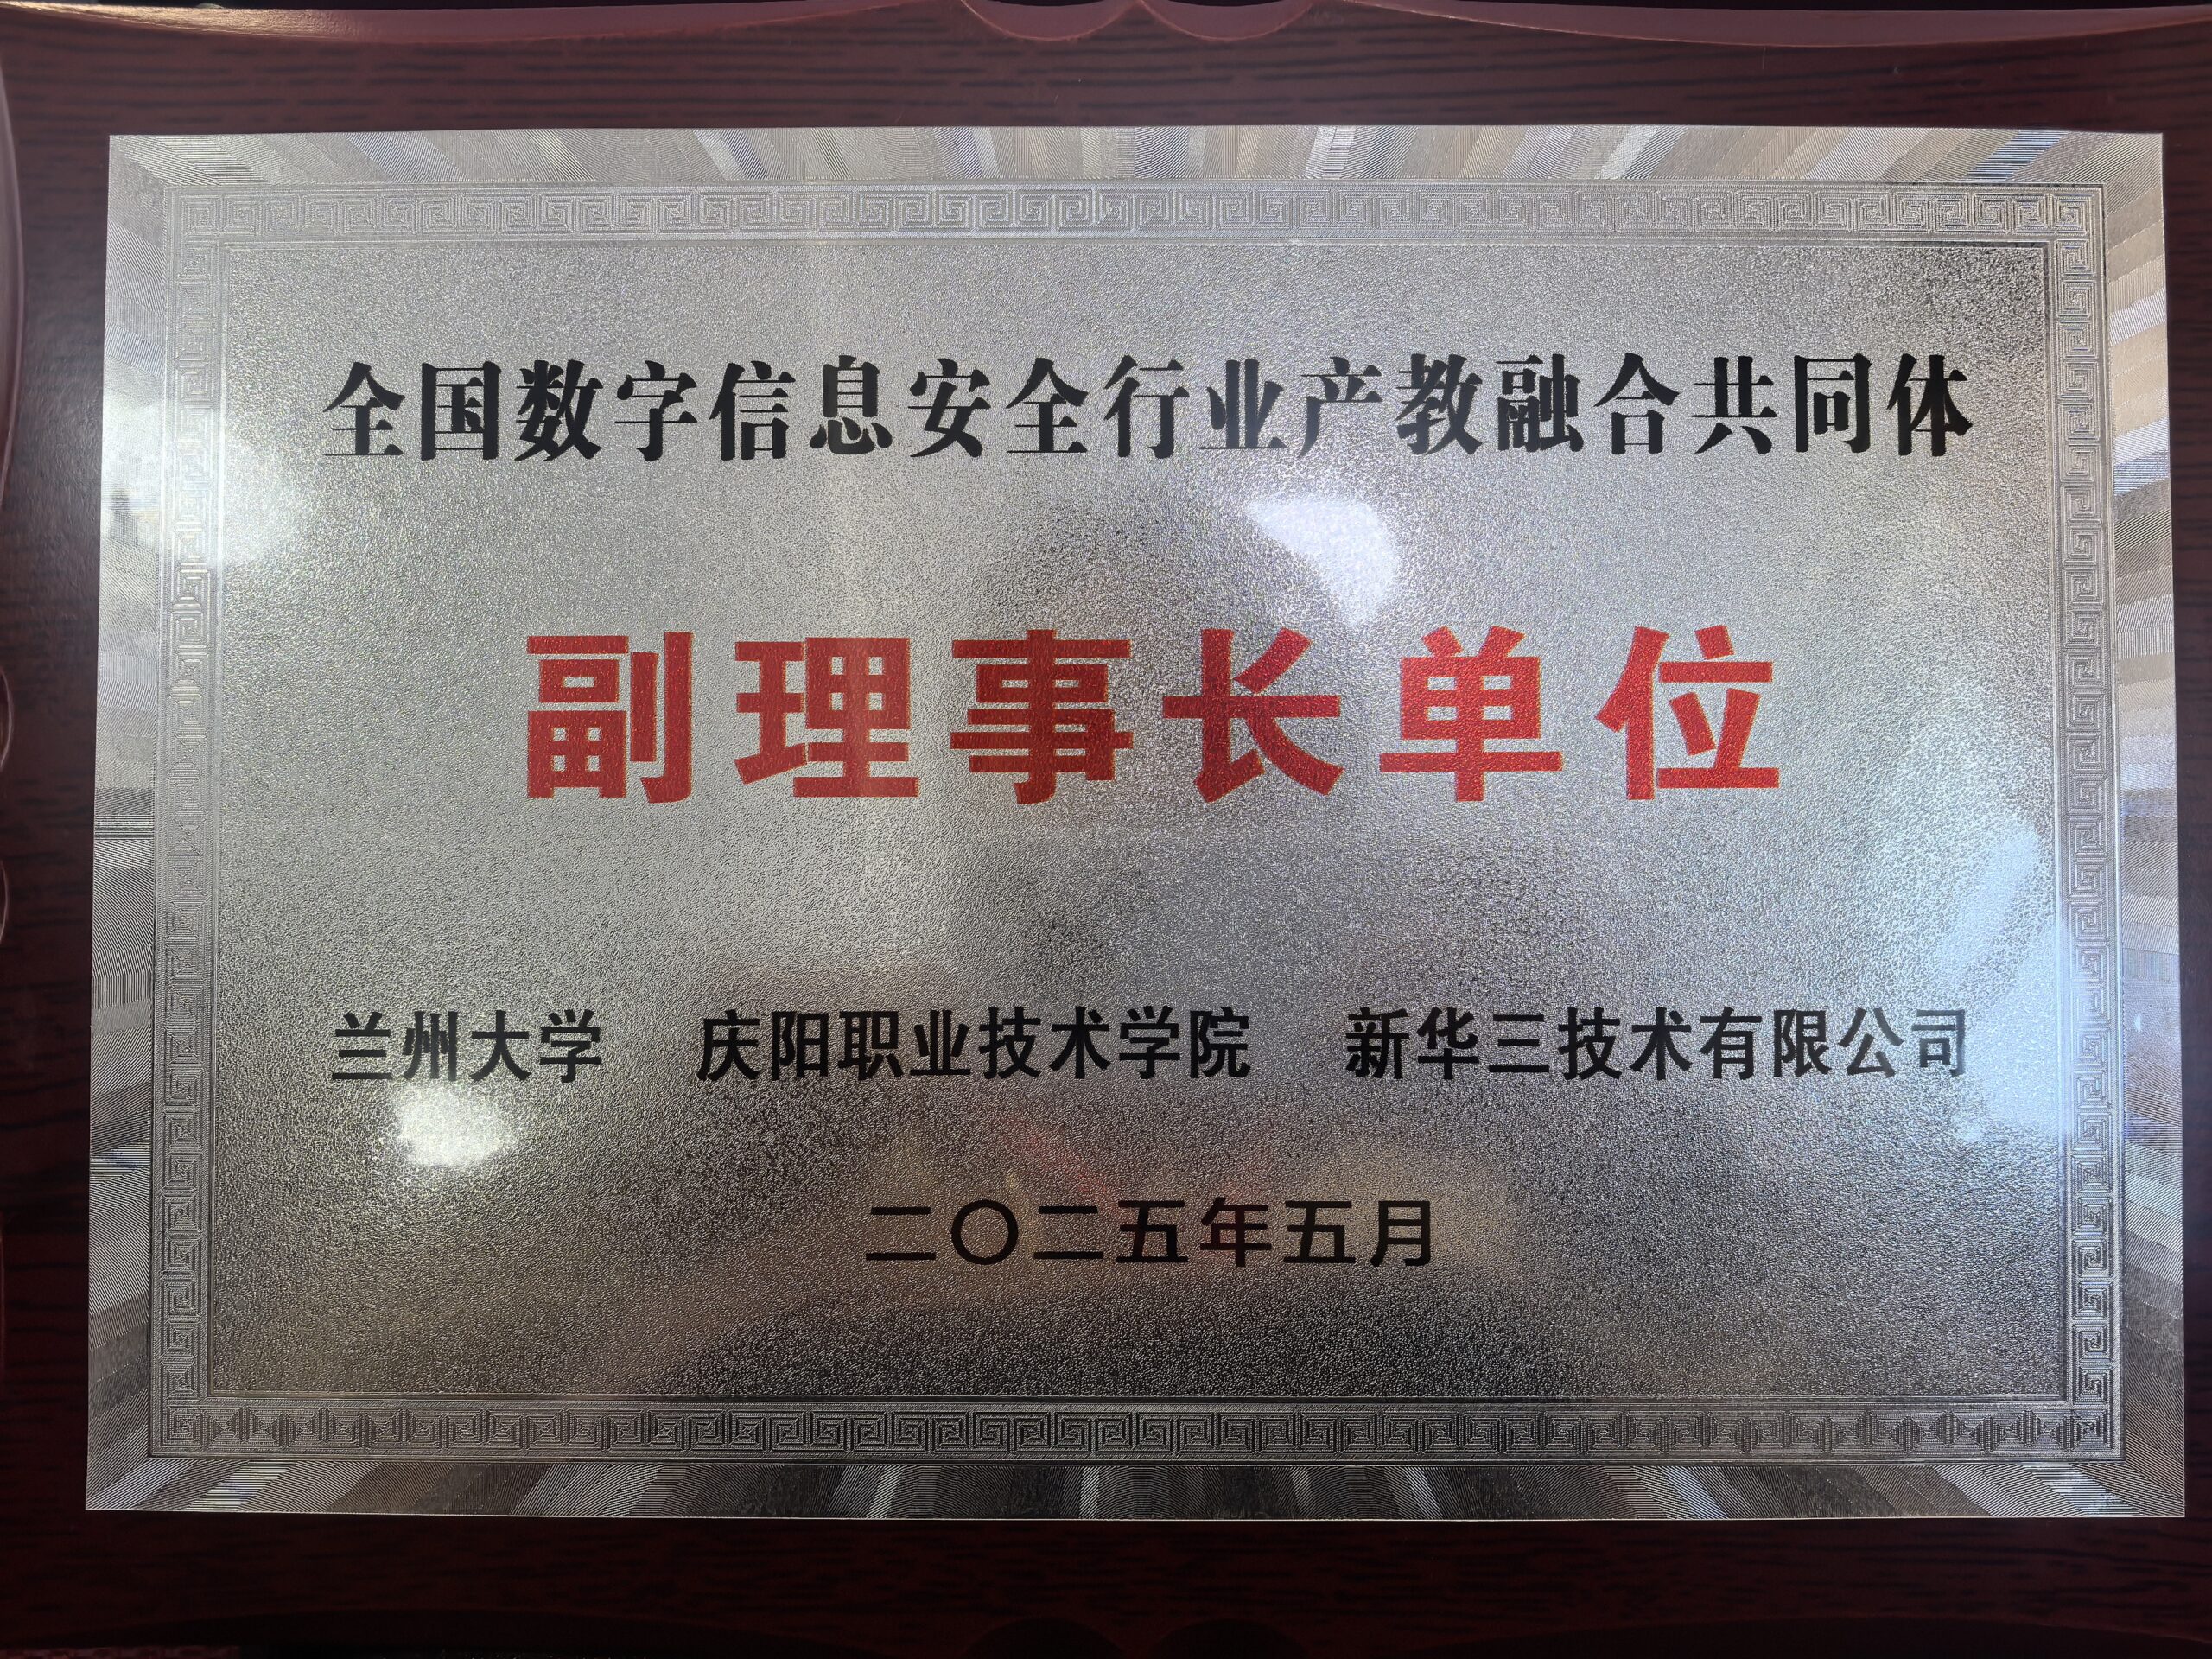 全国数字信息安全行业产教融合共同体
副理事长单位
兰州大学 庆阳职业技术学院 新华三技术有限公司
二〇二五年五月